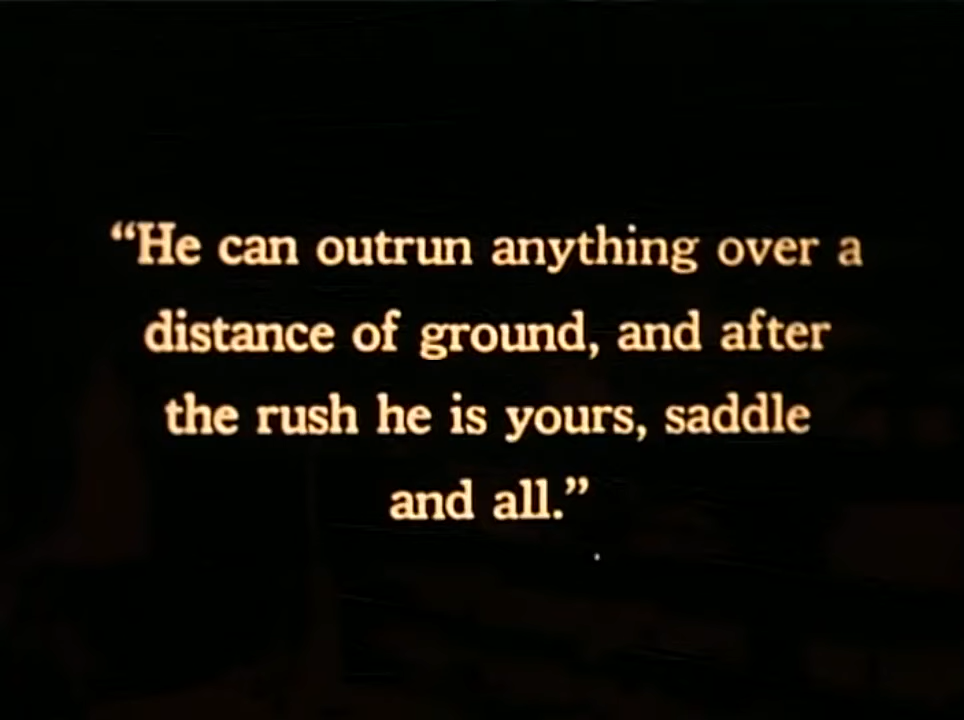 “He can outrun anything over a
distance of ground, and after
the rush he is yours, saddle
and all.”